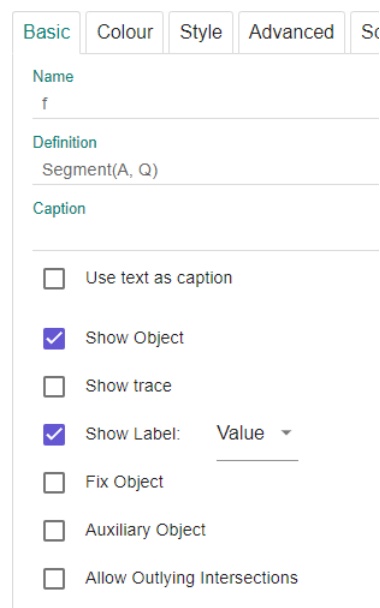 Basic Colour Style Advanced Sc
Name
f
Definition
Segment(A, Q)
Caption
Use text as caption
Show Object
Show trace
Show Label: Value
Fix Object
Auxiliary Object
Allow Outlying Intersections